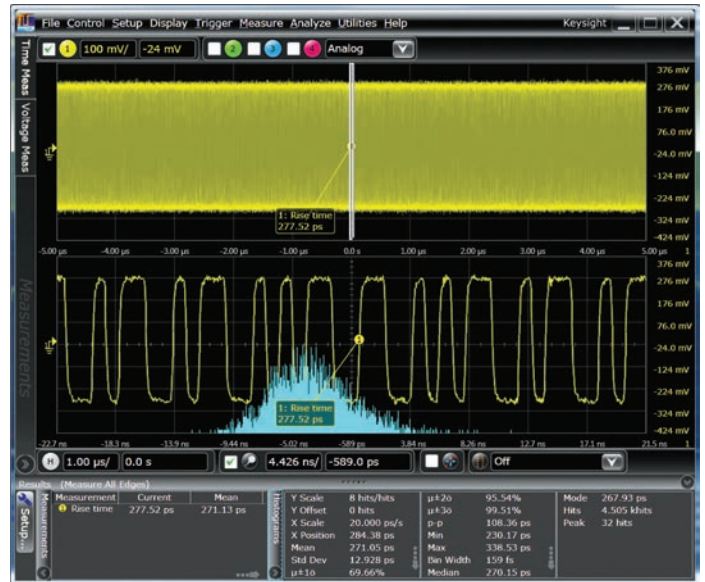 File Control Setup Display Trigger Measure Analyze Utilities Help Keysight
1 100 mV/ -24 mV 2 3 4 Analog
Time Meas
Voltage Meas
Measurements
376 mV
276 mV
176 mV
76.0 mV
-24.0 mV
-124 mV
-224 mV
-324 mV
-424 mV
1: Rise time
277.52 ps
-5.00 µs -4.00 µs -3.00 µs -2.00 µs -1.00 µs 0.0 s 1.00 µs 2.00 µs 3.00 µs 4.00 µs 5.00 µs 1
376 mV
276 mV
176 mV
76.0 mV
-24.0 mV
-124 mV
-224 mV
-324 mV
-424 mV
1
1: Rise time
277.52 ps
-22.7 ns -18.3 ns -13.9 ns -9.44 ns -5.02 ns -589 ps 3.84 ns 8.26 ns 12.7 ns 17.1 ns 21.5 ns 1
H 1.00 µs/ 0.0 s 4.426 ns/ -589.0 ps Off
Results (Measure All Edges)
Setup...
Measurements
Measurement Current Mean
1 Rise time 277.52 ps 271.13 ps
Histograms
Y Scale 8 hits/hits µ±2σ 95.54% Mode 267.93 ps
Y Offset 0 hits µ±3σ 99.51% Hits 4.505 khits
X Scale 20.000 ps/s p-p 108.36 ps Peak 32 hits
X Position 284.38 ps Min 230.17 ps
Mean 271.05 ps Max 338.53 ps
Std Dev 12.928 ps Bin Width 159 fs
µ±1σ 69.66% Median 270.15 ps